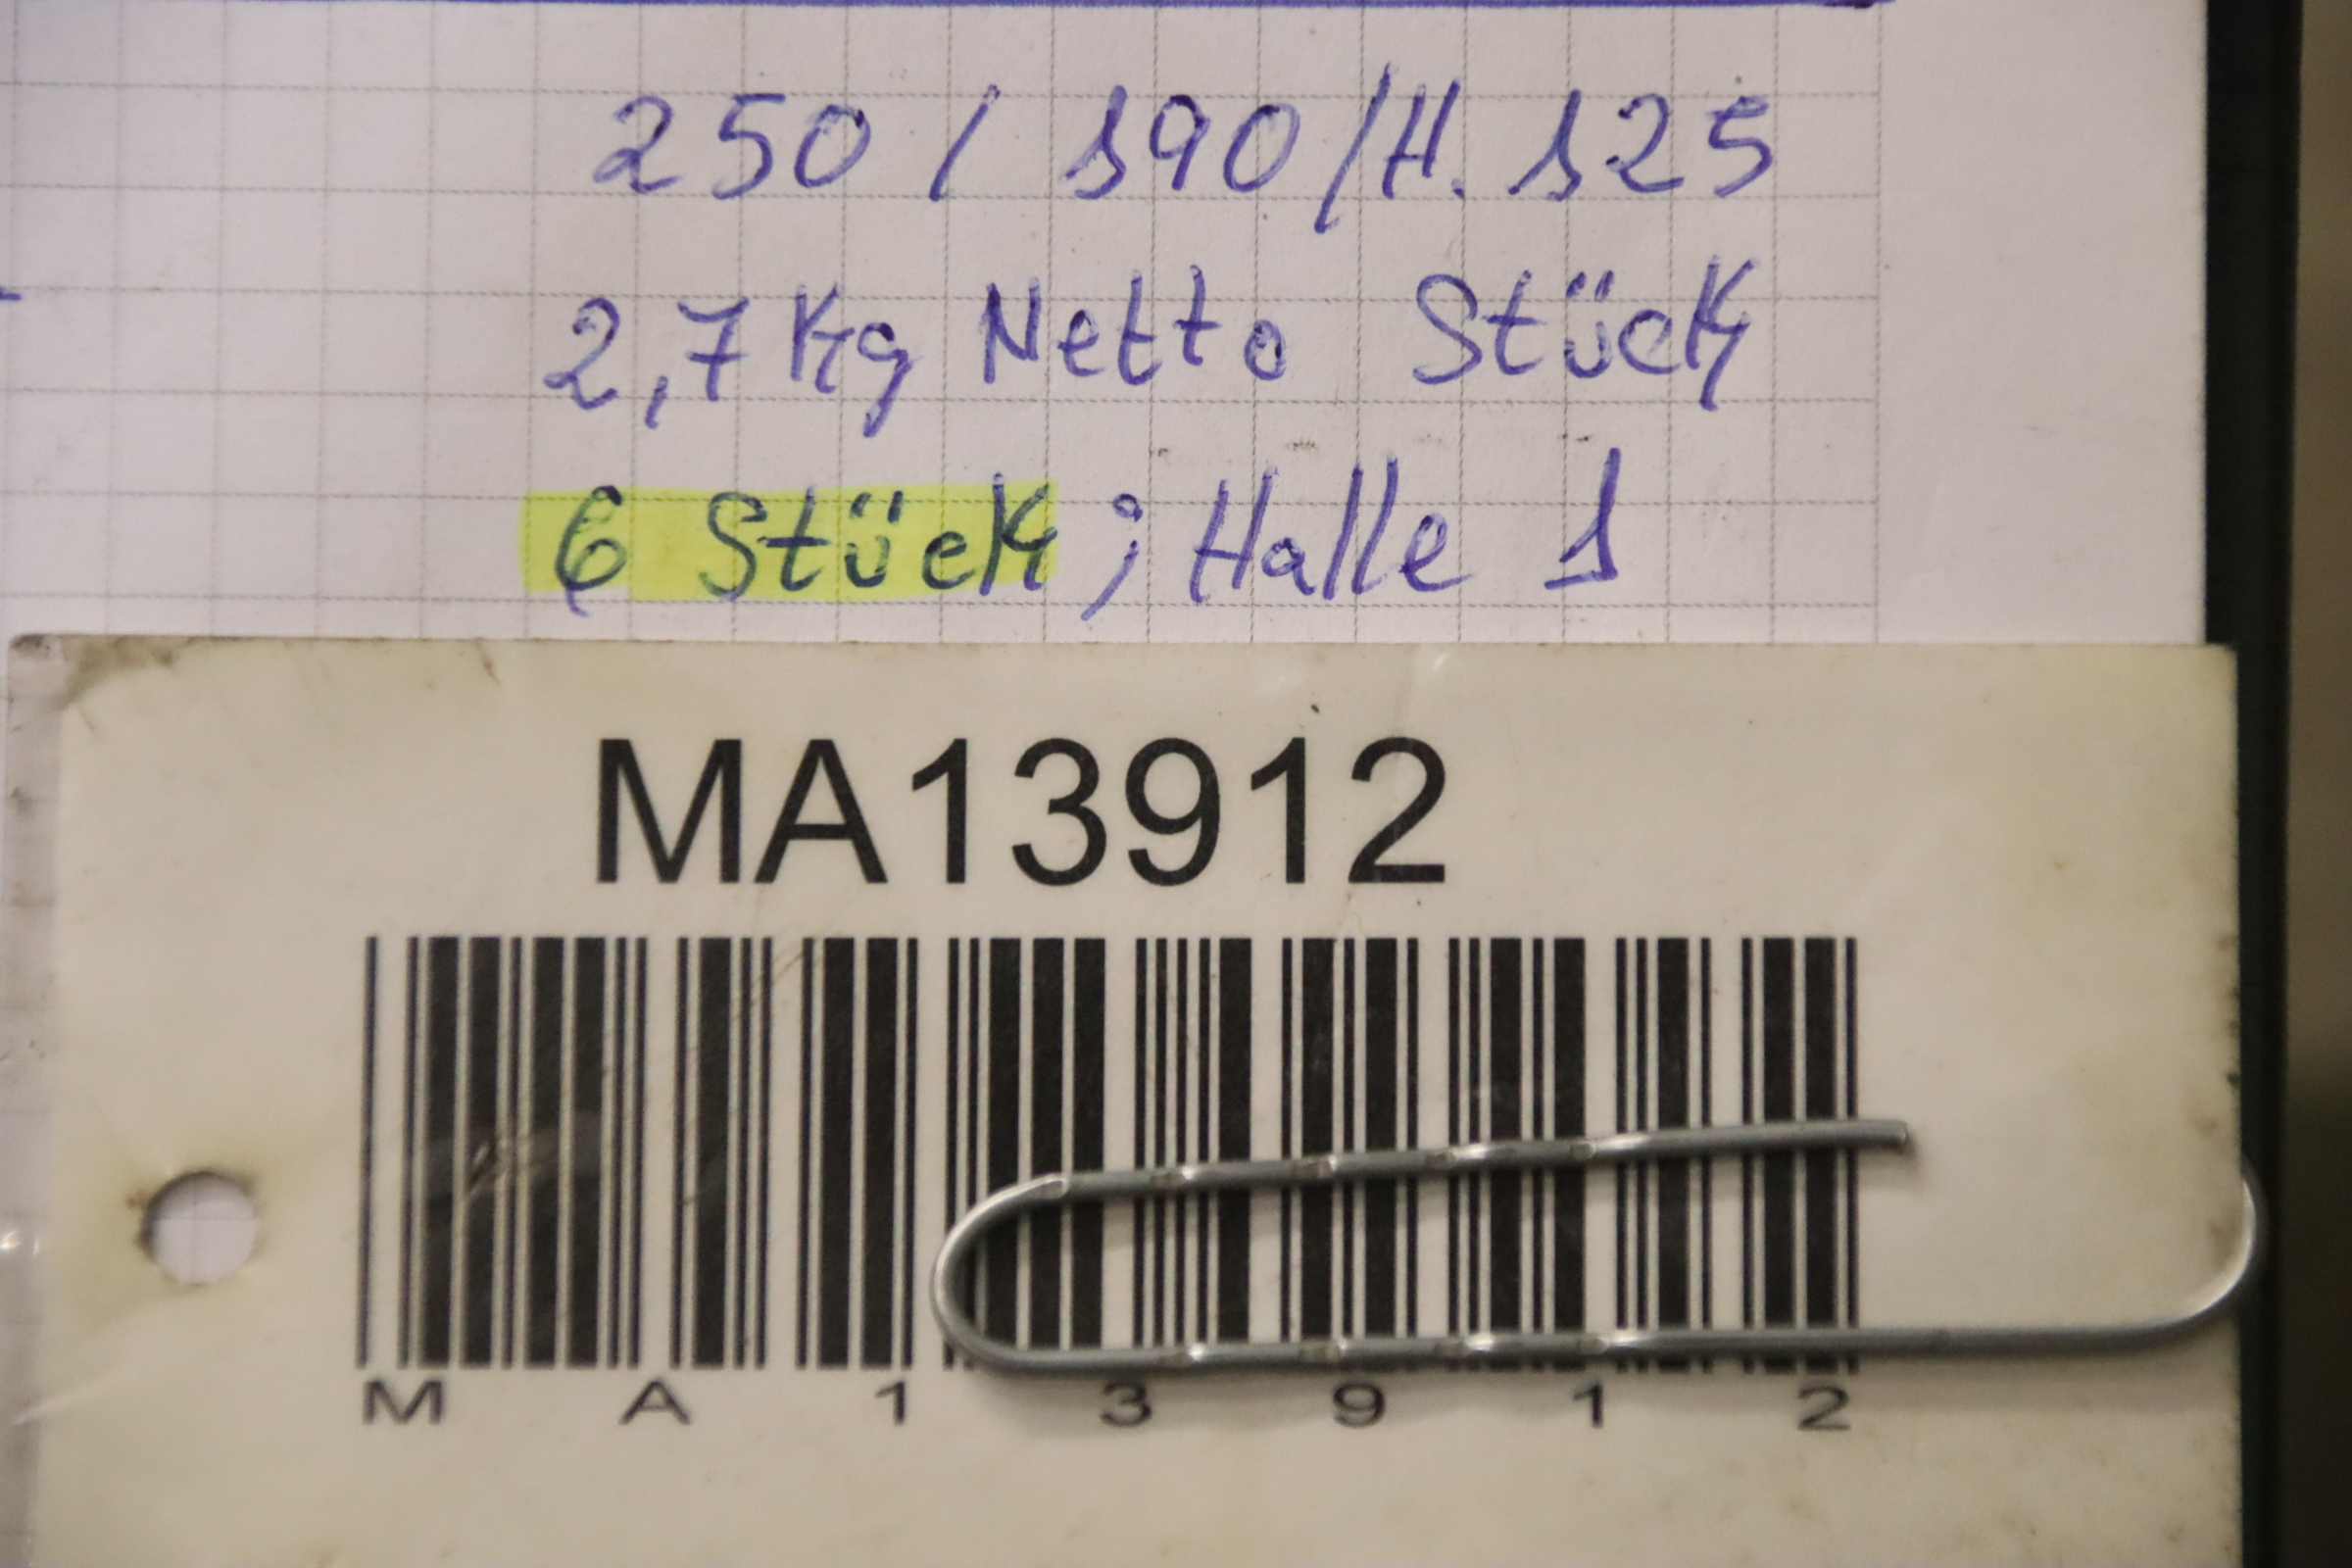 250 / 190 / H. 125
2,7 Kg Netto Stück
6 Stück ; Halle 1
MA13912
M A 1 3 9 1 2